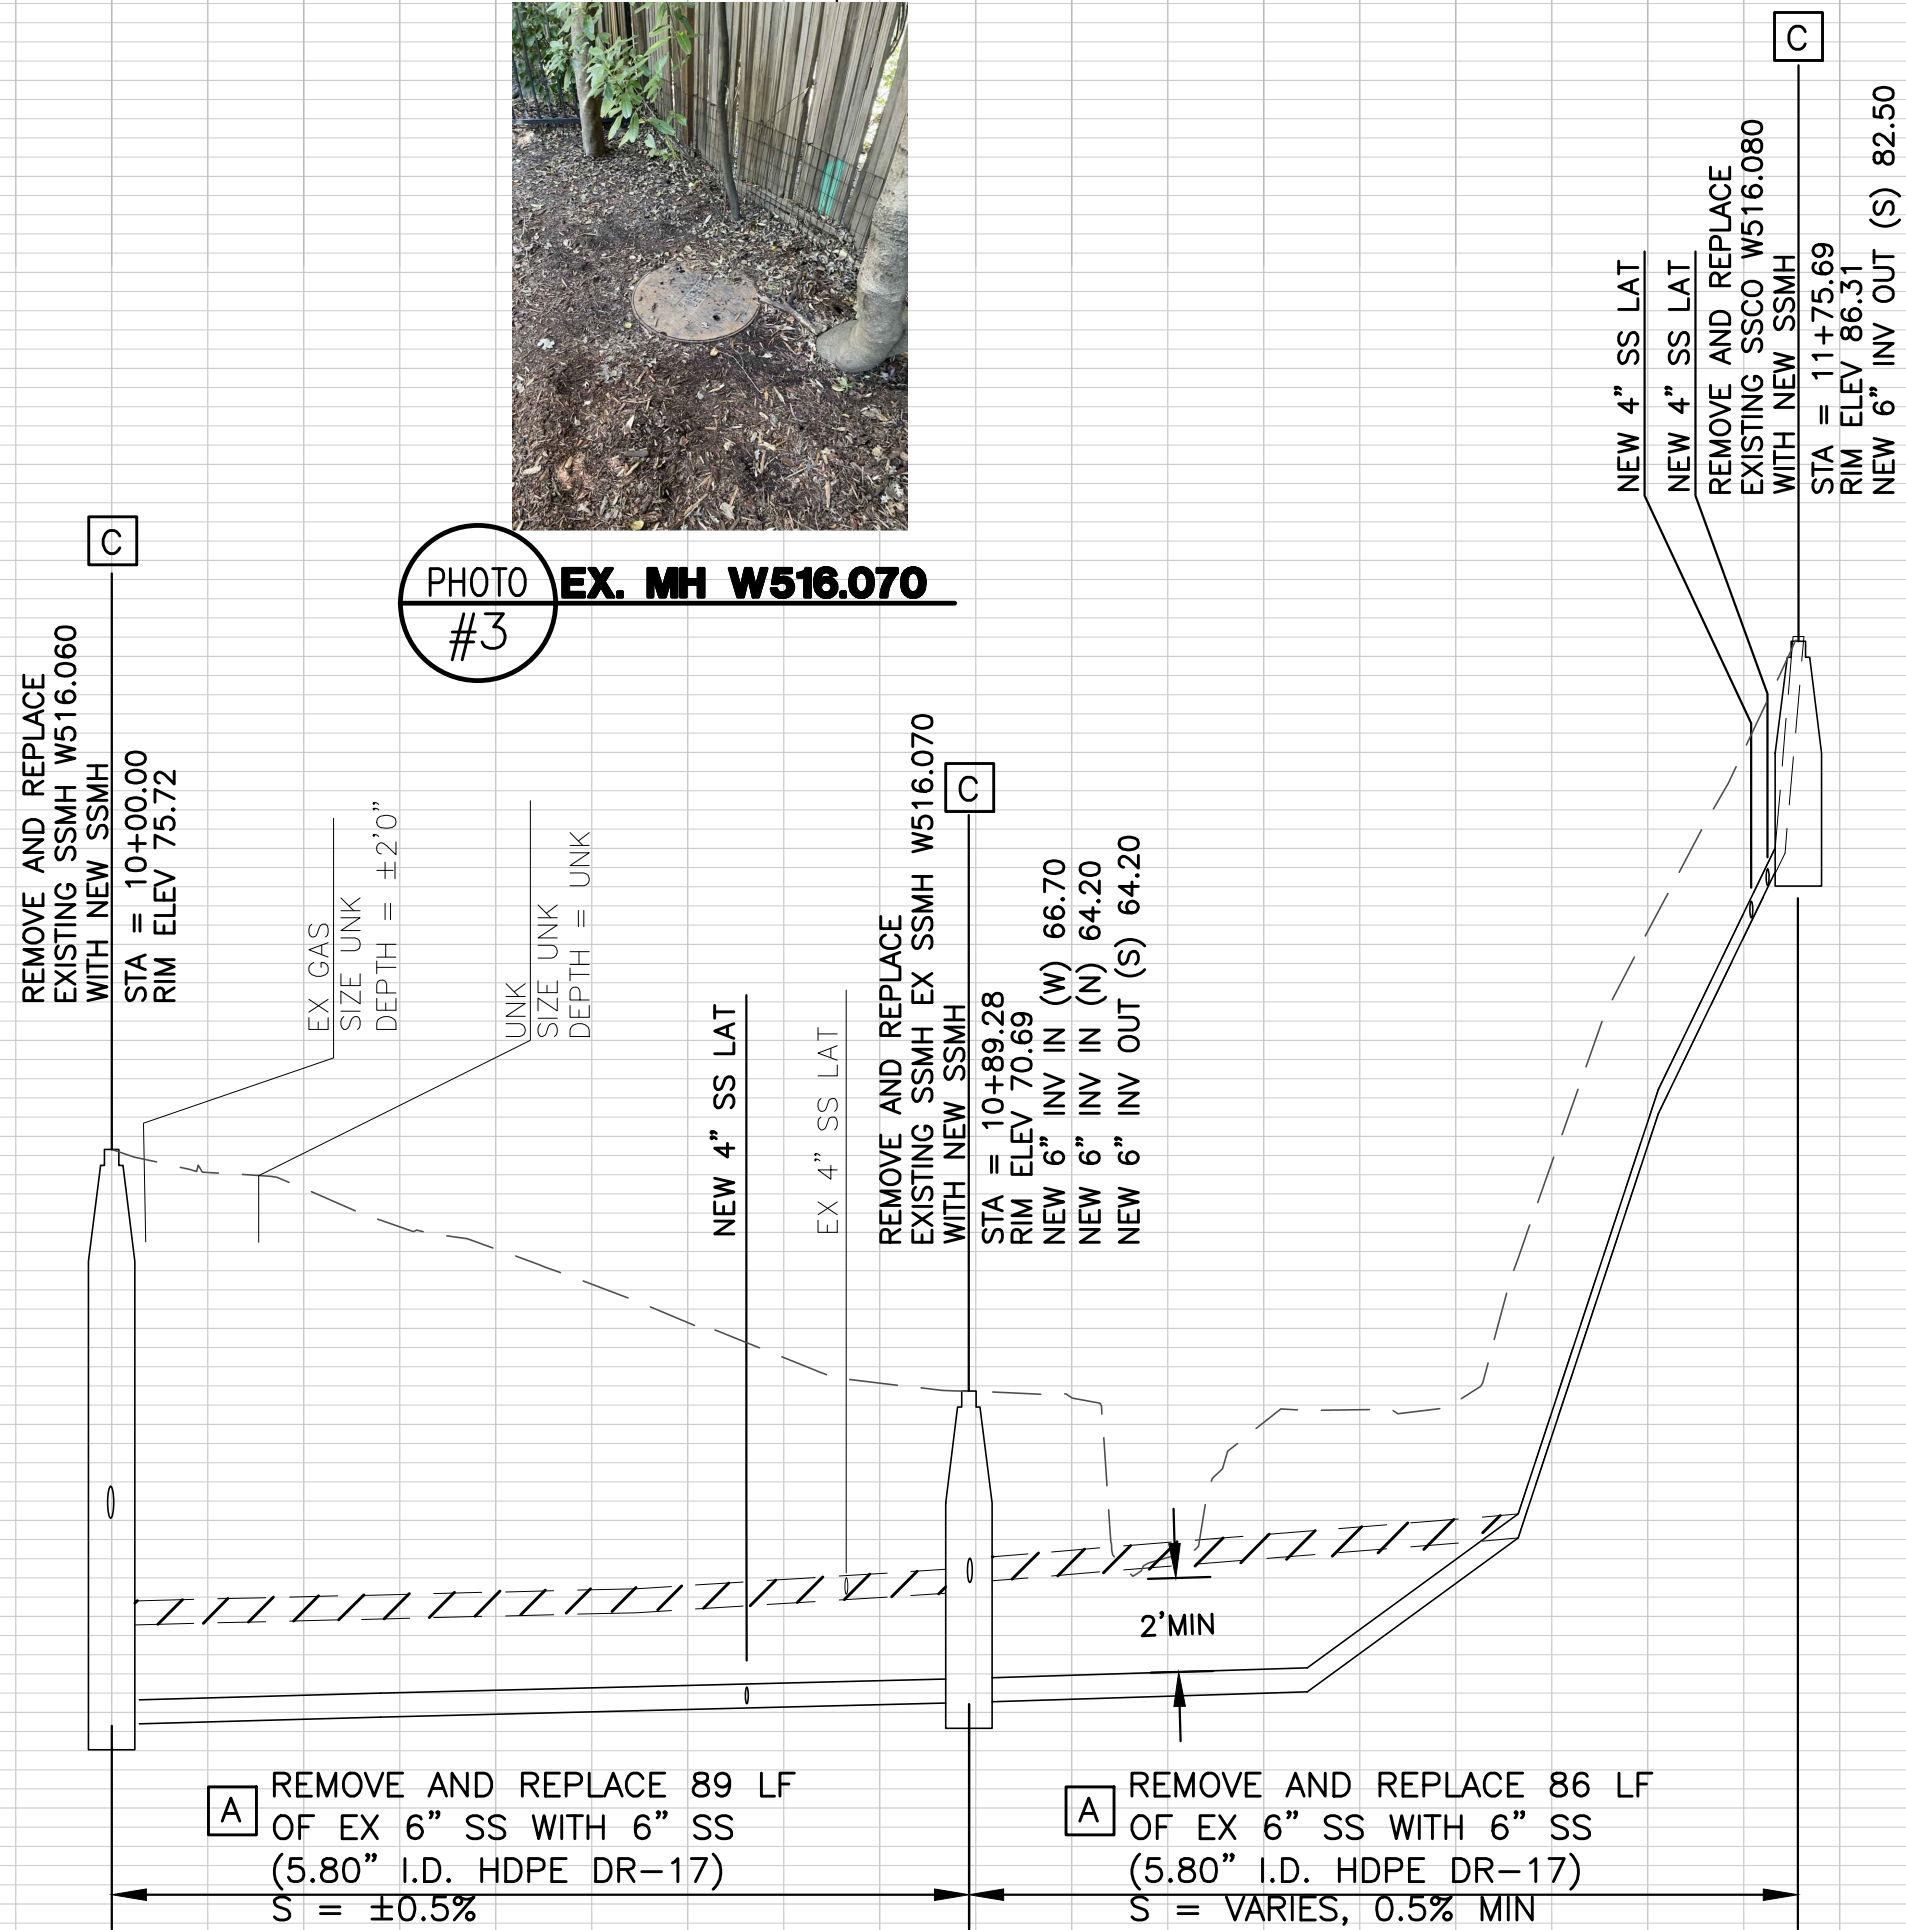 C
NEW 4" SS LAT
NEW 4" SS LAT
REMOVE AND REPLACE
EXISTING SSCO W516.080
WITH NEW SSMH
STA = 11+75.69
RIM ELEV 86.31
NEW 6" INV OUT (S) 82.50
C
PHOTO
#3
EX. MH W516.070
REMOVE AND REPLACE
EXISTING SSMH W516.060
WITH NEW SSMH
STA = 10+00.00
RIM ELEV 75.72
EX GAS
SIZE UNK
DEPTH = ±2'0"
UNK
SIZE UNK
DEPTH = UNK
NEW 4" SS LAT
EX 4" SS LAT
C
REMOVE AND REPLACE
EXISTING SSMH EX SSMH W516.070
WITH NEW SSMH
STA = 10+89.28
RIM ELEV 70.69
NEW 6" INV IN (W) 66.70
NEW 6" INV IN (N) 64.20
NEW 6" INV OUT (S) 64.20
2'MIN
A
REMOVE AND REPLACE 89 LF
OF EX 6" SS WITH 6" SS
(5.80" I.D. HDPE DR-17)
S = ±0.5%
A
REMOVE AND REPLACE 86 LF
OF EX 6" SS WITH 6" SS
(5.80" I.D. HDPE DR-17)
S = VARIES, 0.5% MIN